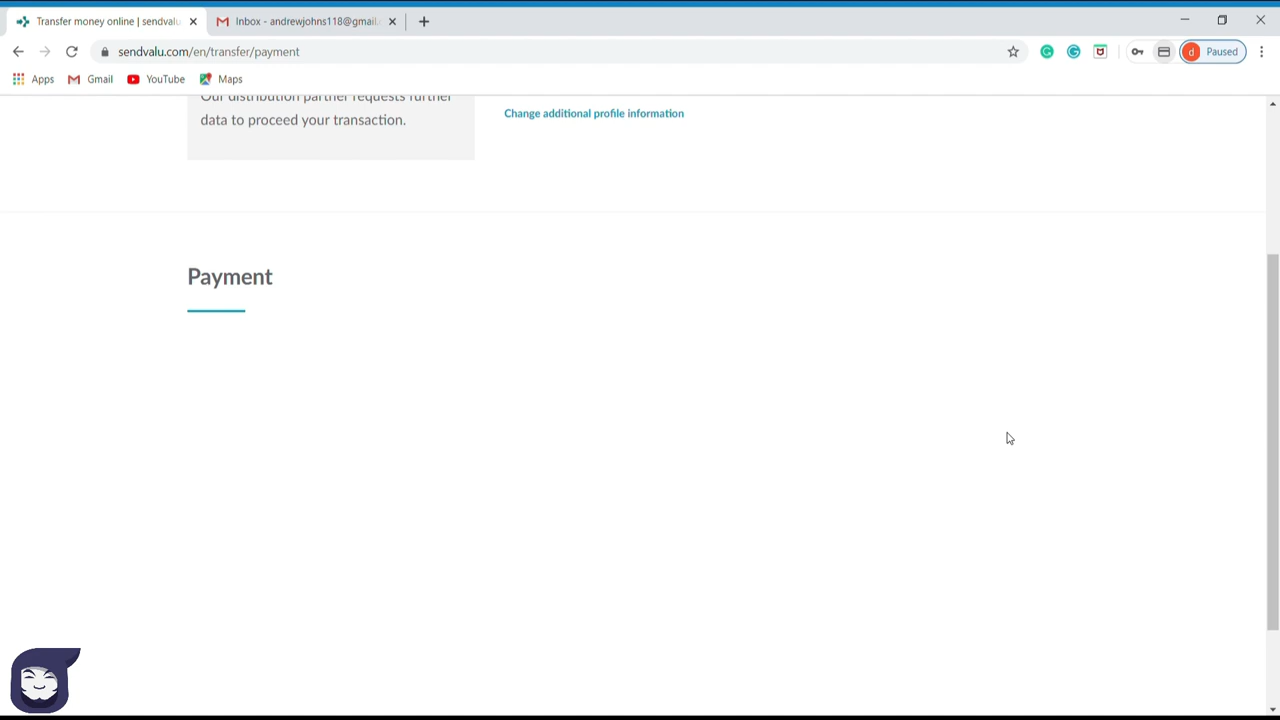 Transfer money online | sendvalu
Inbox - andrewjohns118@gmail.
sendvalu.com/en/transfer/payment
d
Paused
Apps
Gmail
YouTube
Maps
Our distribution partner requests further
data to proceed your transaction.
Change additional profile information
Payment